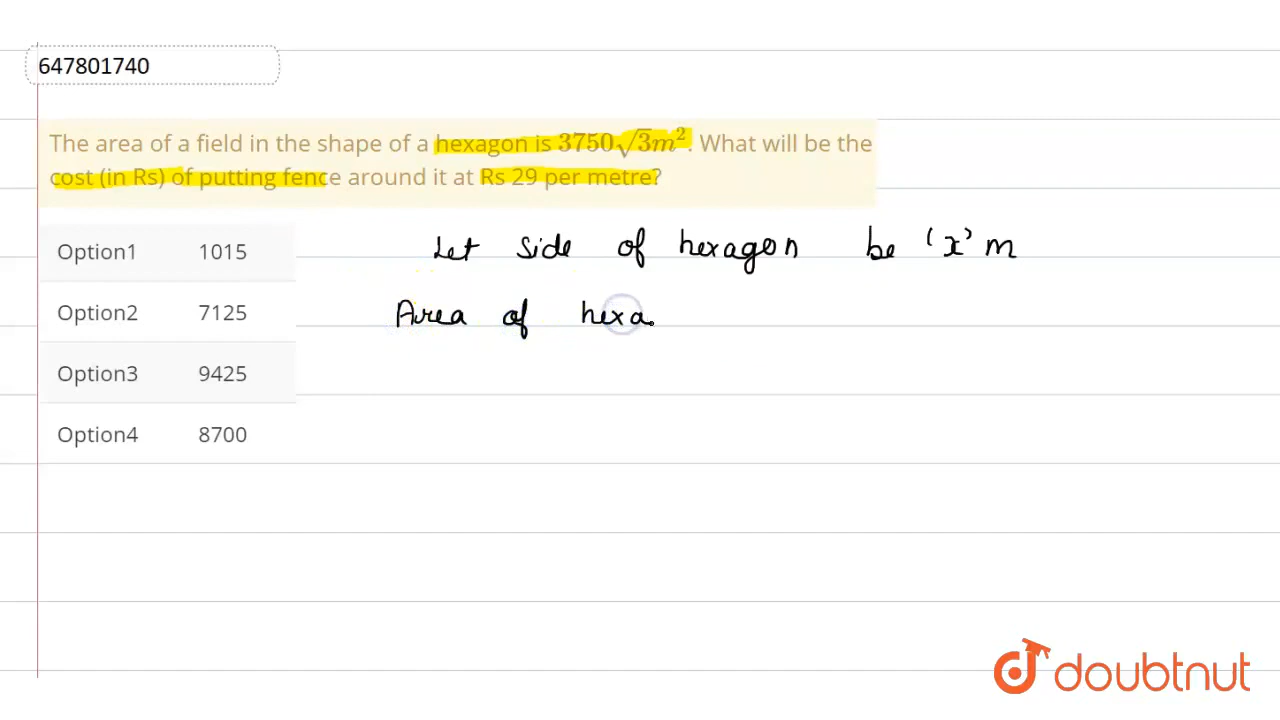 647801740
The area of a field in the shape of a hexagon is 3750√3m². What will be the
cost (in Rs) of putting fence around it at Rs 29 per metre?
Option1 1015
Option2 7125
Option3 9425
Option4 8700
Let side of hexagon be 'x' m
Area of hexa
doubtnut